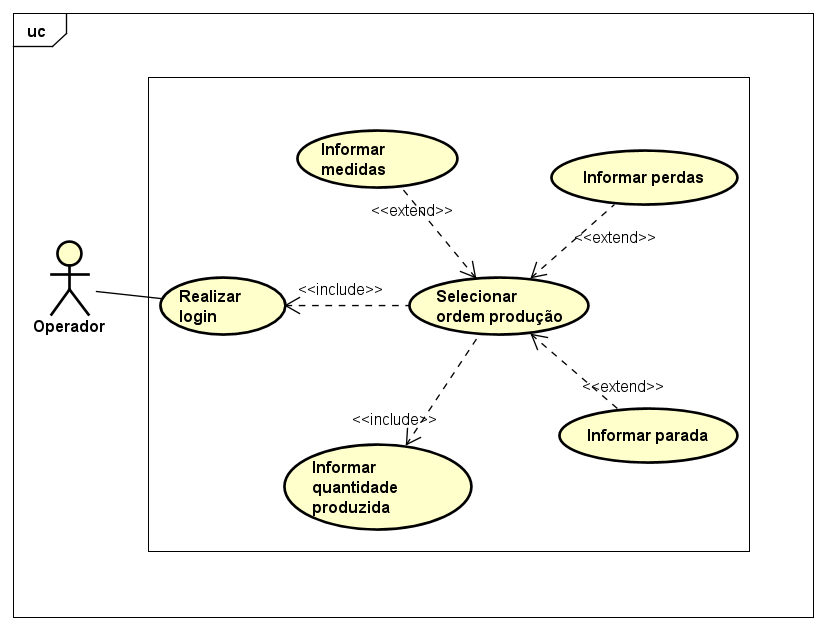 uc
Informar
medidas
Informar perdas
<<extend>>
<<extend>>
Realizar
login
<<include>>
Selecionar
ordem produção
Operador
<<extend>>
<<include>>
Informar parada
Informar
quantidade
produzida